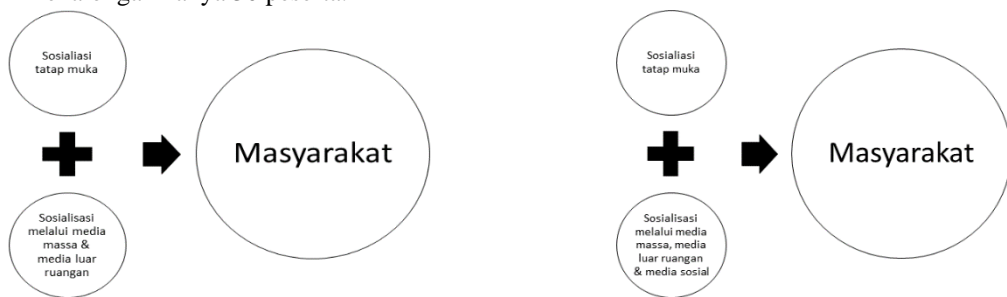 peserta.
Sosialiasi
tatap muka
Masyarakat
Sosialisasi
melalui media
massa &
media luar
ruangan
Sosialiasi
tatap muka
Masyarakat
Sosialisasi
melalui media
massa, media
luar ruangan
& media sosial